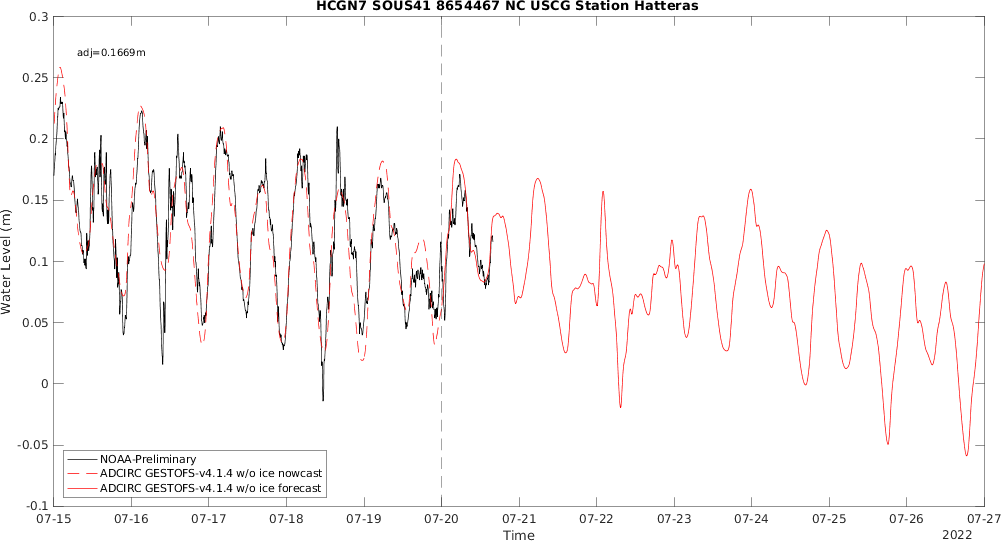 HCGN7 SOUS41 8654467 NC USCG Station Hatteras
adj=0.1669m
0.3
0.25
0.2
0.15
0.1
0.05
0
-0.05
-0.1
Water Level (m)
NOAA-Preliminary
ADCIRC GESTOFS-v4.1.4 w/o ice nowcast
ADCIRC GESTOFS-v4.1.4 w/o ice forecast
07-15 07-16 07-17 07-18 07-19 07-20 07-21 07-22 07-23 07-24 07-25 07-26 07-27
Time
2022